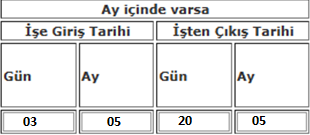 Ay içinde varsa
İşe Giriş Tarihi İşten Çıkış Tarihi
Gün Ay Gün Ay
03 05 20 05